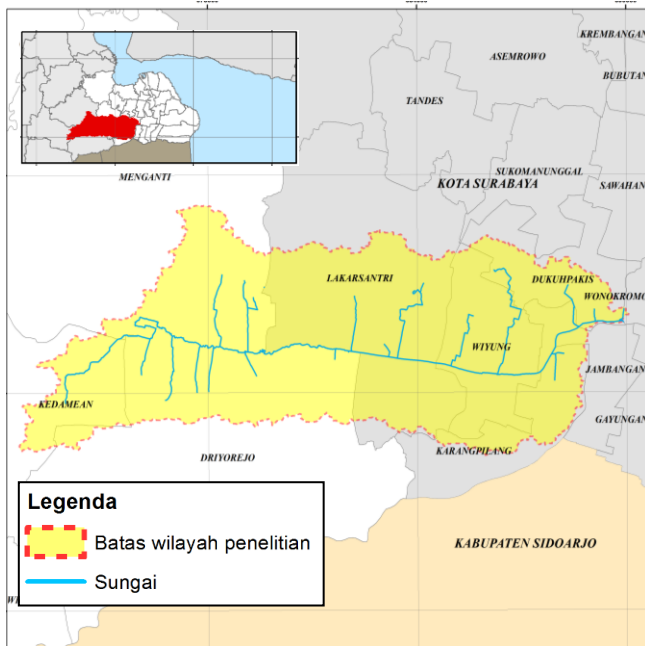 KREMBANGAN
ASEMROWO
BUBUTAN
TANDES
SUKOMANUNGGAL
MENGANTI
KOTA SURABAYA
SAWAHAN
LAKARSANTRI
DUKUHPAKIS
WONOKROMO
WIYUNG
JAMBANGAN
KEDAMEAN
GAYUNGAN
KARANGPILANG
DRIYOREJO
Legenda
Batas wilayah penelitian
Sungai
KABUPATEN SIDOARJO